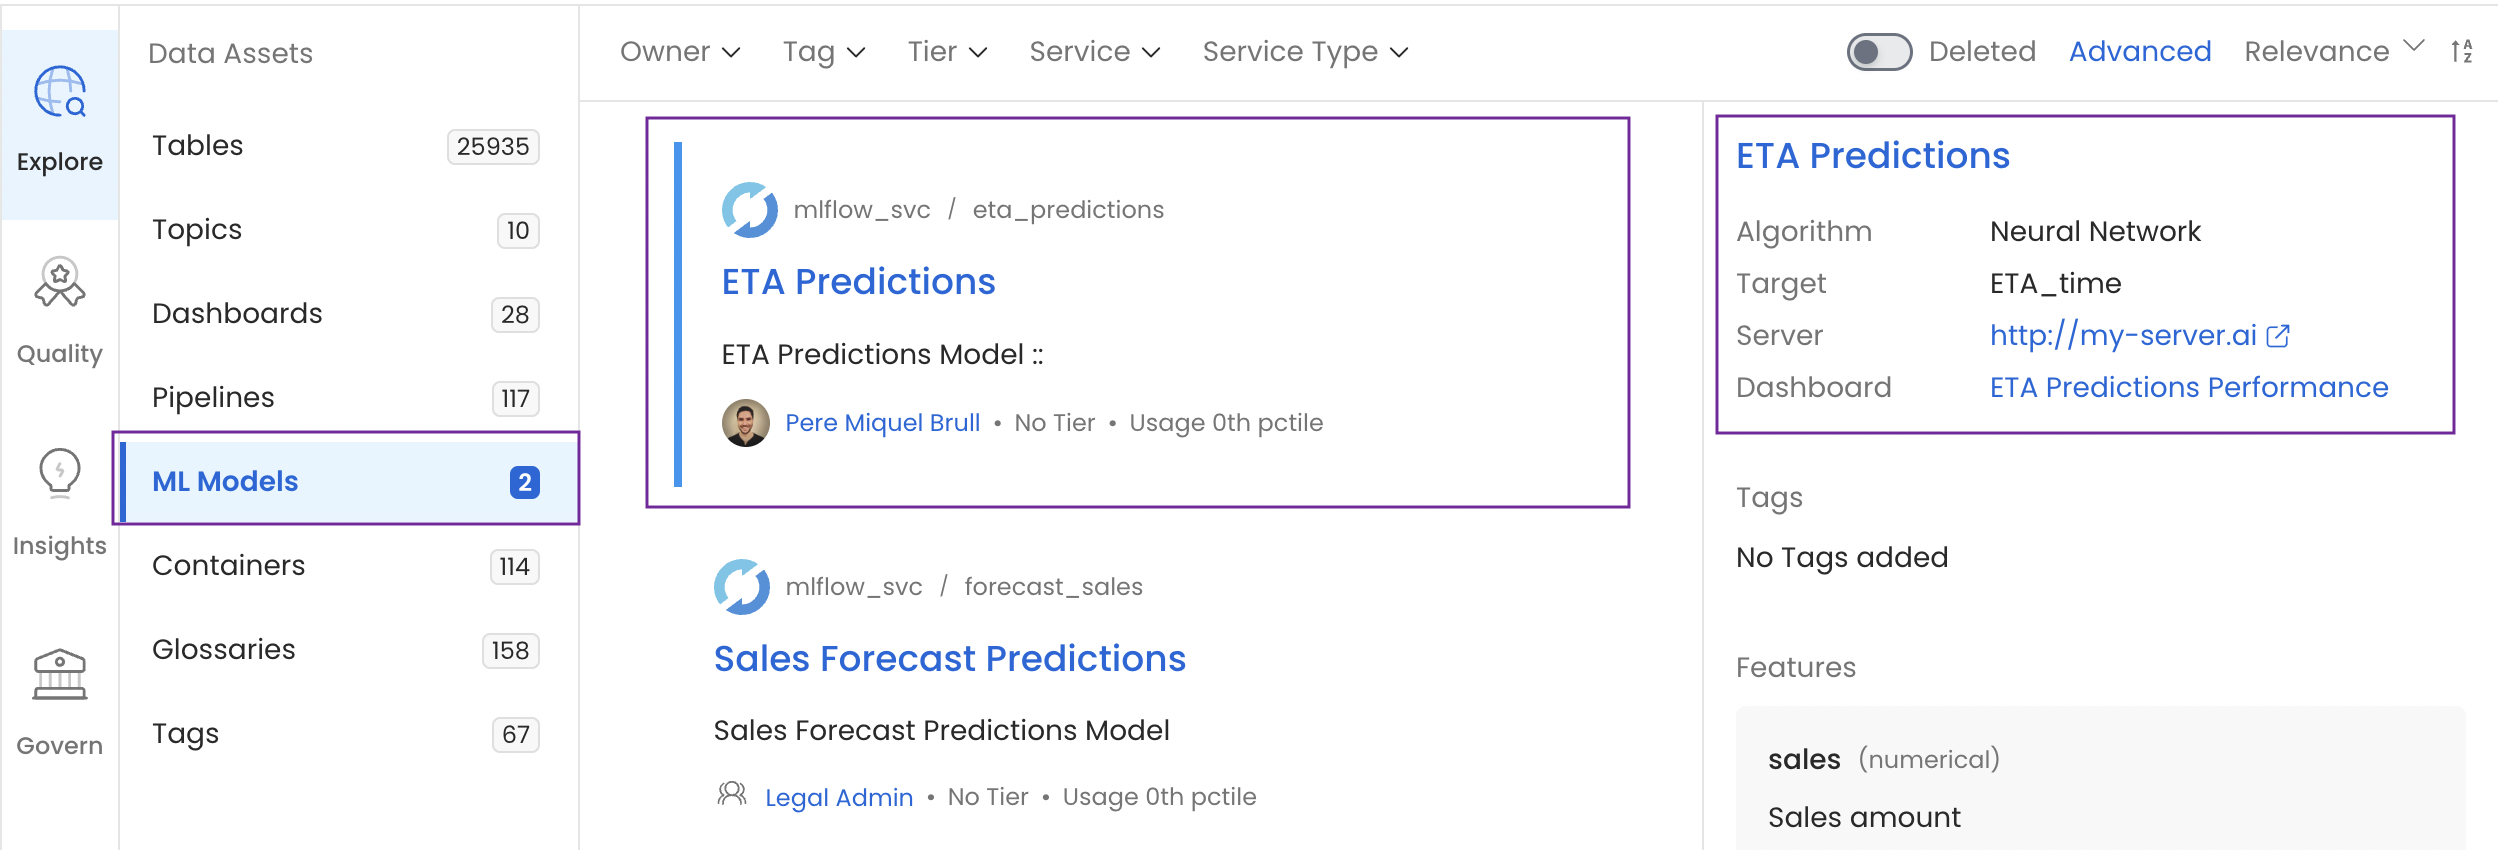 Explore
Quality
Insights
Govern
Data Assets
Tables 25935
Topics 10
Dashboards 28
Pipelines 117
ML Models 2
Containers 114
Glossaries 158
Tags 67
Owner Tag Tier Service Service Type Deleted Advanced Relevance AZ
mlflow_svc / eta_predictions
ETA Predictions
ETA Predictions Model ::
Pere Miquel Brull • No Tier • Usage 0th pctile
mlflow_svc / forecast_sales
Sales Forecast Predictions
Sales Forecast Predictions Model
Legal Admin • No Tier • Usage 0th pctile
ETA Predictions
Algorithm Neural Network
Target ETA_time
Server http://my-server.ai
Dashboard ETA Predictions Performance
Tags
No Tags added
Features
sales (numerical)
Sales amount